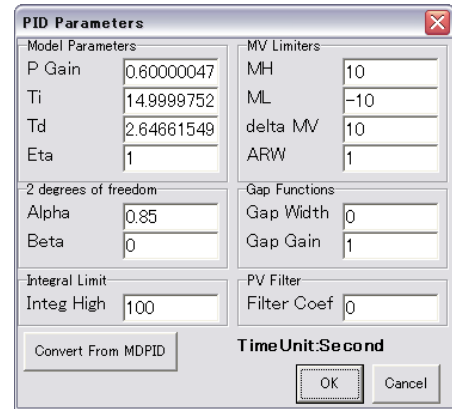 PID Parameters
Model Parameters
P Gain 0.60000047
Ti 14.9999752
Td 2.64661549
Eta 1
MV Limiters
MH 10
ML -10
delta MV 10
ARW 1
2 degrees of freedom
Alpha 0.85
Beta 0
Gap Functions
Gap Width 0
Gap Gain 1
Integral Limit
Integ High 100
PV Filter
Filter Coef 0
Convert From MDPID
TimeUnit:Second
OK Cancel